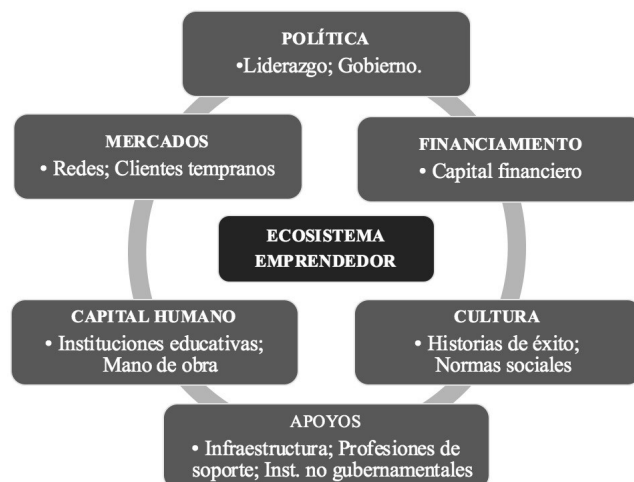 POLÍTICA
•Liderazgo; Gobierno.
MERCADOS
• Redes; Clientes tempranos
FINANCIAMIENTO
• Capital financiero
ECOSISTEMA
EMPRENDEDOR
CAPITAL HUMANO
• Instituciones educativas;
Mano de obra
CULTURA
• Historias de éxito;
Normas sociales
APOYOS
• Infraestructura; Profesiones de
soporte; Inst. no gubernamentales